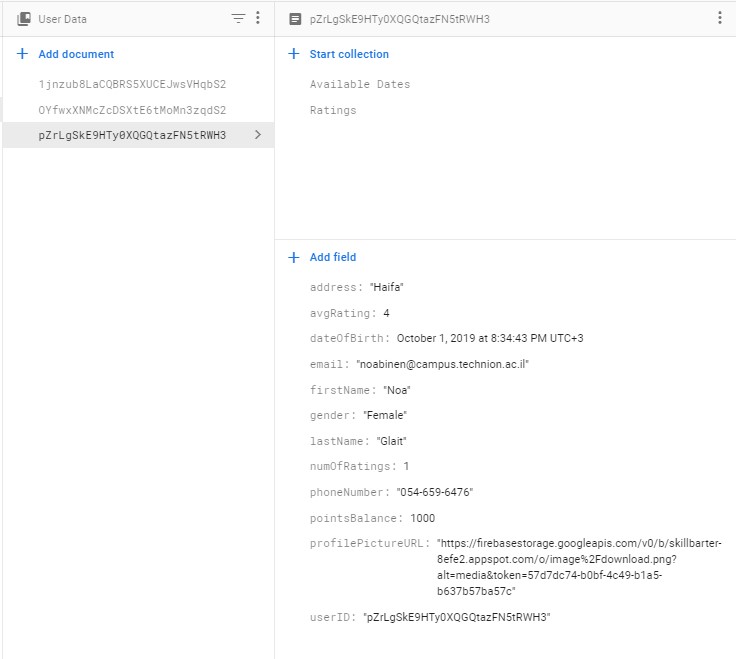 User Data
Add document
1jnzub8LaCQBRS5XUCEJwsVHqbS2
OYfwxXNMcZcDSXtE6tMoMn3zqdS2
pZrLgSkE9HTy0XQGQtazFN5tRWH3
pZrLgSkE9HTy0XQGQtazFN5tRWH3
Start collection
Available Dates
Ratings
Add field
address: "Haifa"
avgRating: 4
dateOfBirth: October 1, 2019 at 8:34:43 PM UTC+3
email: "noabinen@campus.technion.ac.il"
firstName: "Noa"
gender: "Female"
lastName: "Glait"
numOfRatings: 1
phoneNumber: "054-659-6476"
pointsBalance: 1000
profilePictureURL: "https://firebasestorage.googleapis.com/v0/b/skillbarter-
8efe2.appspot.com/o/image%2Fdownload.png?
alt=media&token=57d7dc74-b0bf-4c49-b1a5-
b637b57ba57c"
userID: "pZrLgSkE9HTy0XQGQtazFN5tRWH3"